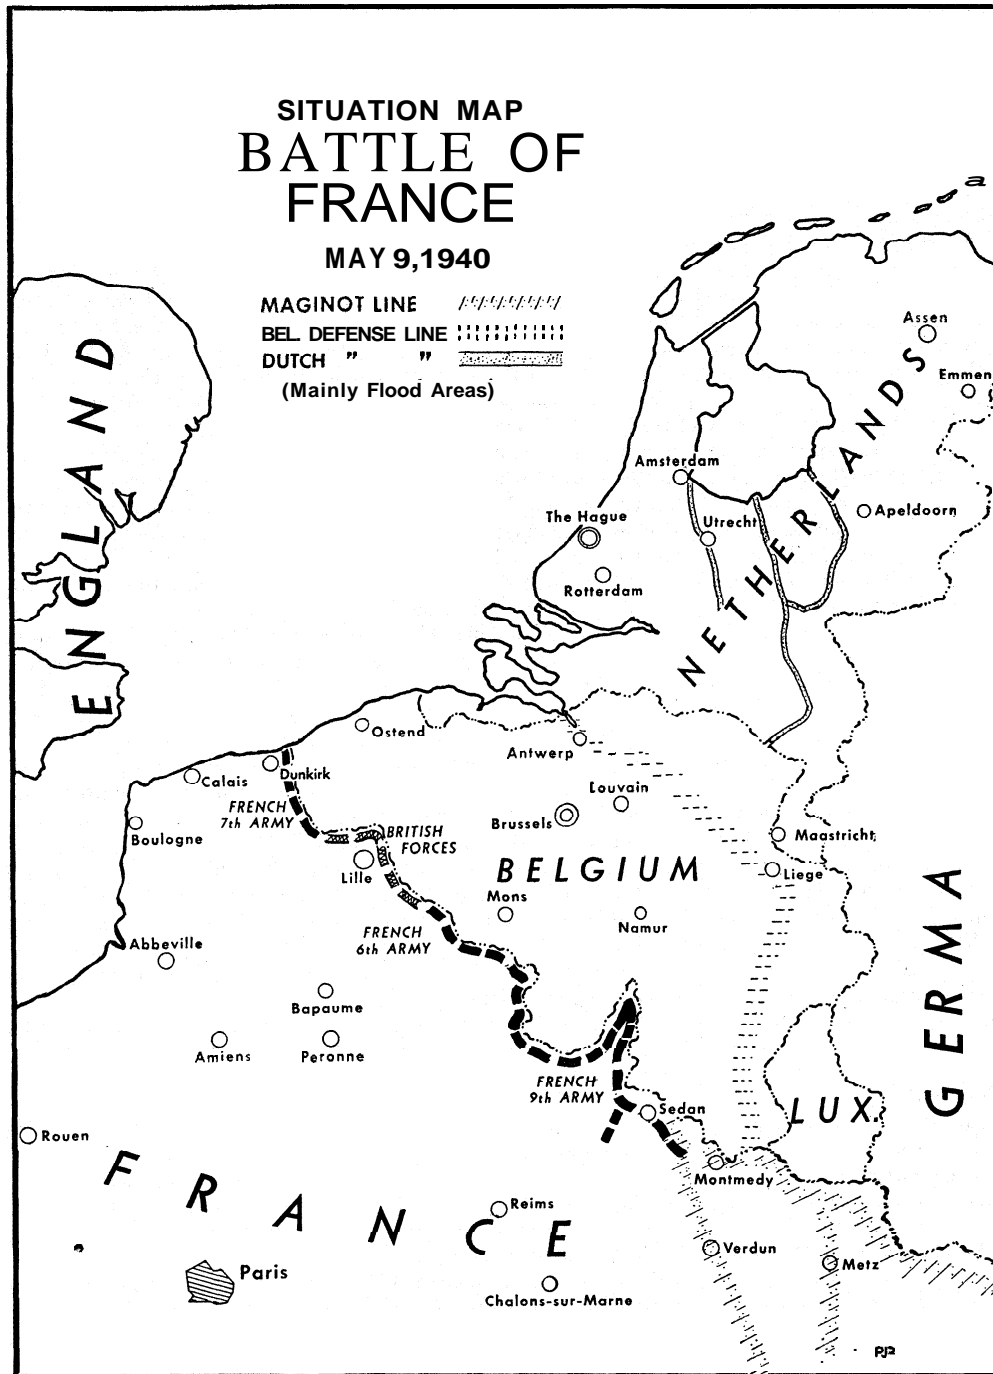 SITUATION MAP
BATTLE OF
FRANCE
MAY 9,1940
MAGINOT LINE
BEL. DEFENSE LINE
DUTCH " "
(Mainly Flood Areas)
a
ENGLAND
NETHERLANDS
Assen
Emmen
Amsterdam
Apeldoorn
The Hague
Utrecht
Rotterdam
Ostend
Antwerp
Calais
Dunkirk
Louvain
FRENCH
7th ARMY
Brussels
BRITISH
FORCES
Boulogne
Maastricht
Lille
BELGIUM
Liege
GERMA
Mons
Namur
FRENCH
6th ARMY
Abbeville
Bapaume
Amiens
Peronne
FRENCH
9th ARMY
Sedan
LUX.
Rouen
FRANCE
Montmedy
Reims
Verdun
Metz
Paris
Chalons-sur-Marne